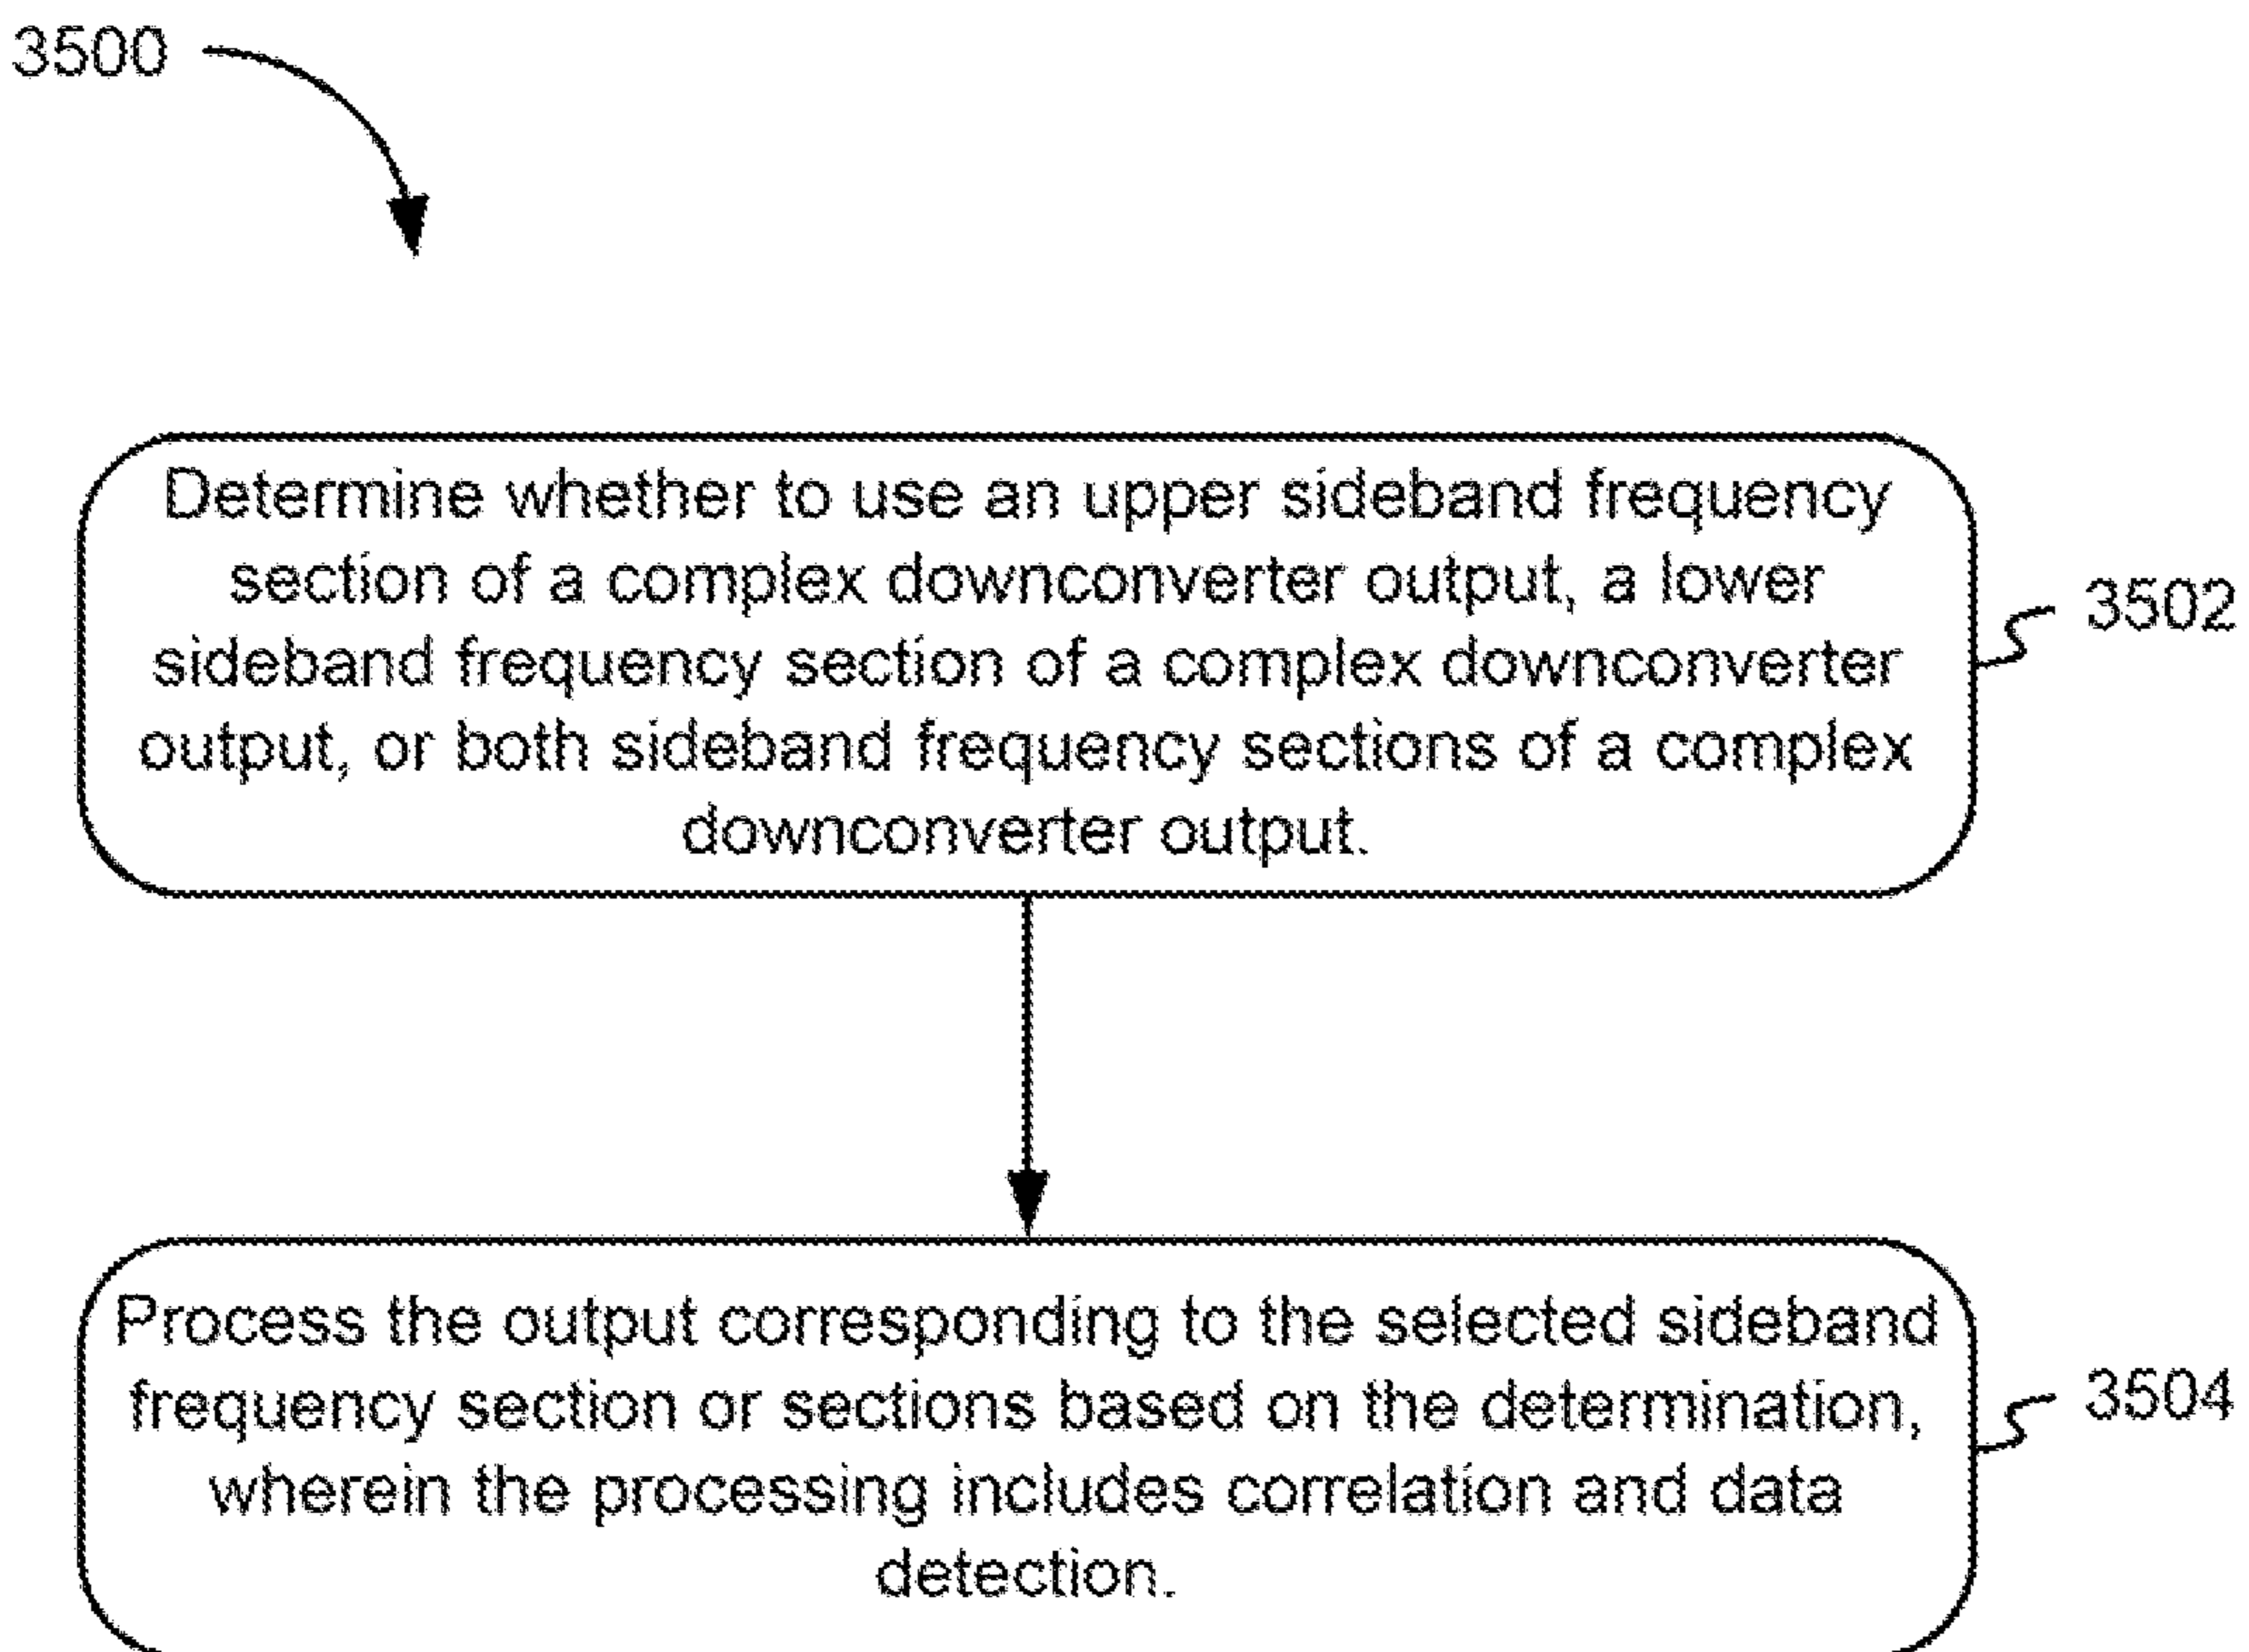 3500
Determine whether to use an upper sideband frequency
section of a complex downconverter output, a lower
sideband frequency section of a complex downconverter
output, or both sideband frequency sections of a complex
downconverter output.
3502
Process the output corresponding to the selected sideband
frequency section or sections based on the determination,
wherein the processing includes correlation and data
detection.
3504